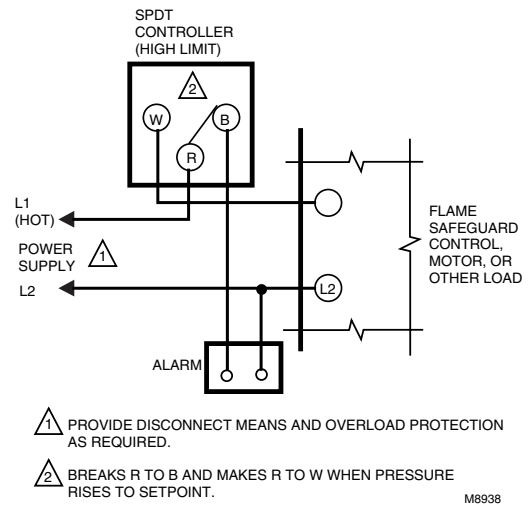 SPDT
CONTROLLER
(HIGH LIMIT)
2
W
B
R
L1
(HOT)
POWER
SUPPLY
1
L2
L2
FLAME
SAFEGUARD
CONTROL,
MOTOR, OR
OTHER LOAD
ALARM
1 PROVIDE DISCONNECT MEANS AND OVERLOAD PROTECTION
AS REQUIRED.
2 BREAKS R TO B AND MAKES R TO W WHEN PRESSURE
RISES TO SETPOINT.
M8938